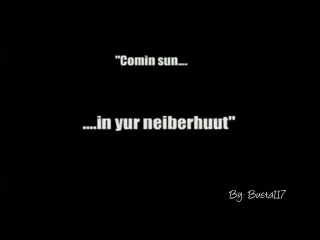 "Comin sun....
....in yur neiberhuut"
By: Busta117